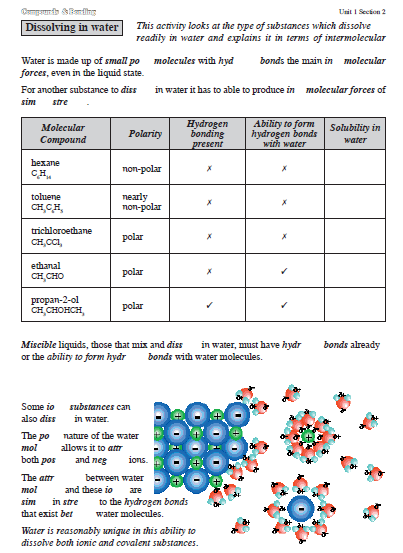 Compounds & Bonding Unit 1 Section 2
Dissolving in water
This activity looks at the type of substances which dissolve
readily in water and explains it in terms of intermolecular
Water is made up of small po molecules with hyd bonds the main in molecular
forces, even in the liquid state.
For another substance to diss in water it has to able to produce in molecular forces of
sim stre .
Molecular Compound Polarity Hydrogen bonding present Ability to form hydrogen bonds with water Solubility in water
hexane
C₆H₁₄ non-polar ✗ ✗
toluene
CH₃C₆H₅ nearly non-polar ✗ ✗
trichloroethane
CH₃CCl₃ polar ✗ ✗
ethanal
CH₃CHO polar ✗ ✓
propan-2-ol
CH₃CHOHCH₃ polar ✓ ✓
Miscible liquids, those that mix and diss in water, must have hydr bonds already
or the ability to form hydr bonds with water molecules.
Some io substances can
also diss in water.
The po nature of the water
mol allows it to attr
both pos and neg ions.
The attr between water
mol and these io are
sim in stre to the hydrogen bonds
that exist bet water molecules.
Water is reasonably unique in this ability to
dissolve both ionic and covalent substances.